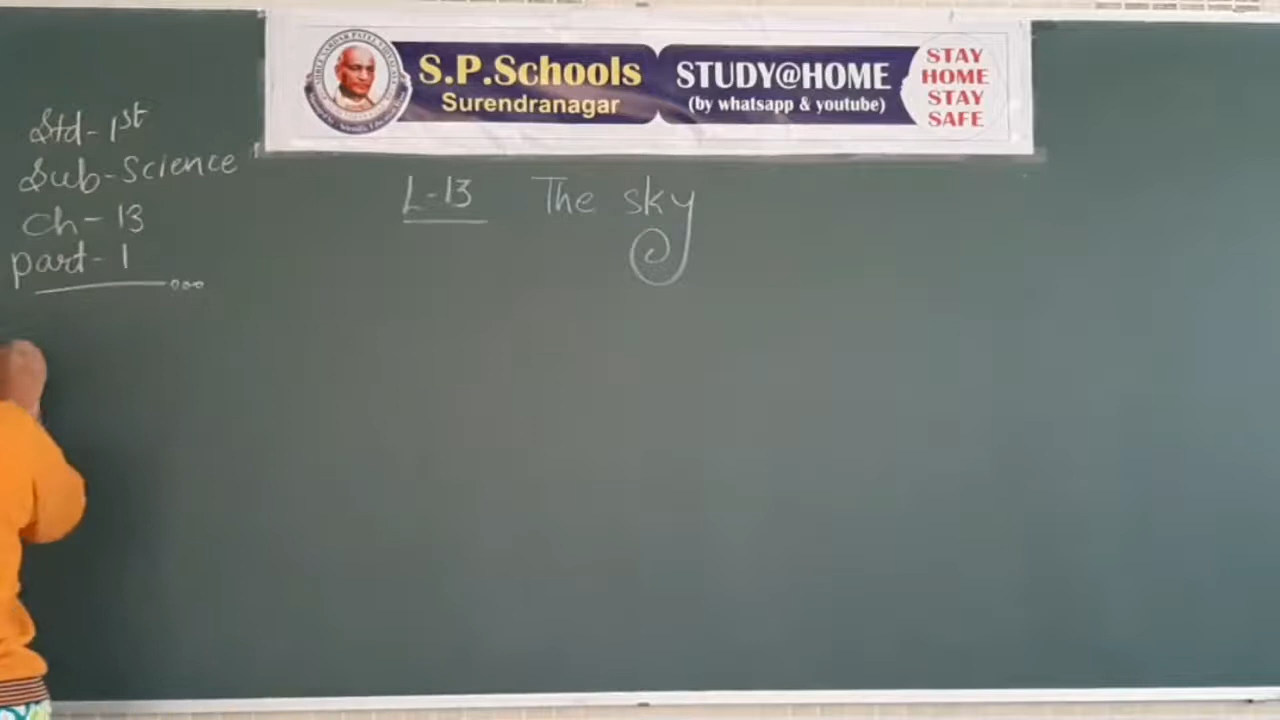 S.P.Schools
Surendranagar
STUDY@HOME
(by whatsapp & youtube)
STAY
HOME
STAY
SAFE
Std-1st
Sub-Science
Ch-13
part-1
L-13 The sky